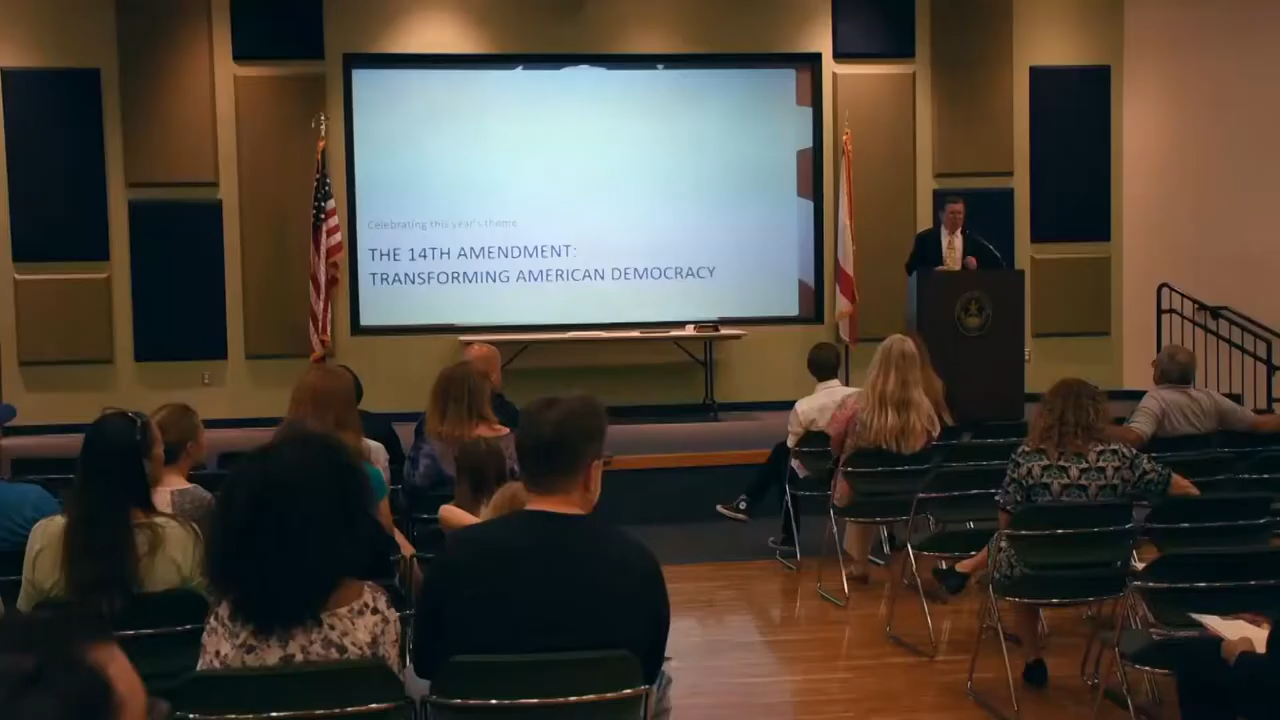 Celebrating this year's theme
THE 14TH AMENDMENT:
TRANSFORMING AMERICAN DEMOCRACY